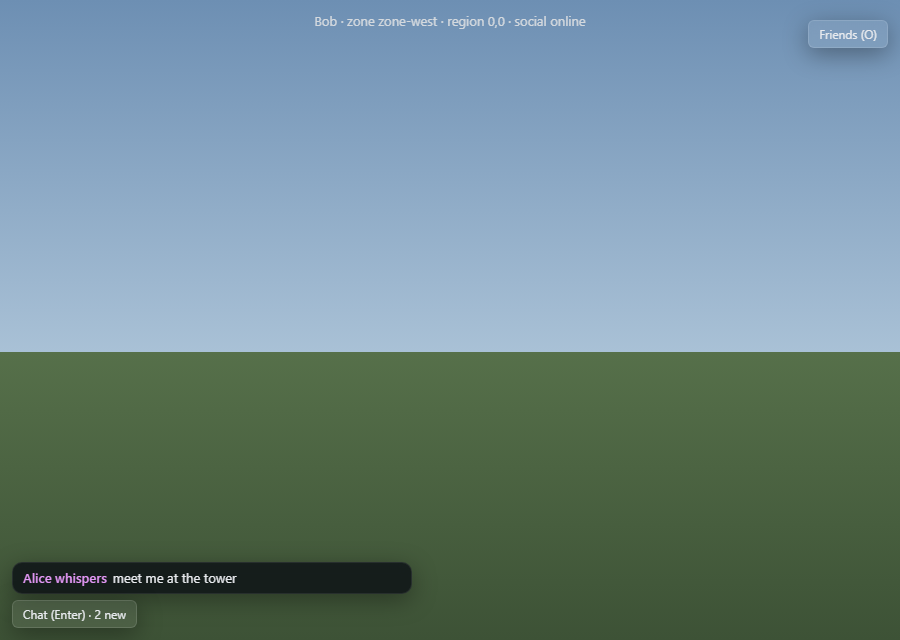 Bob · zone zone-west · region 0,0 · social online
Friends (O)
Alice whispers meet me at the tower
Chat (Enter) · 2 new